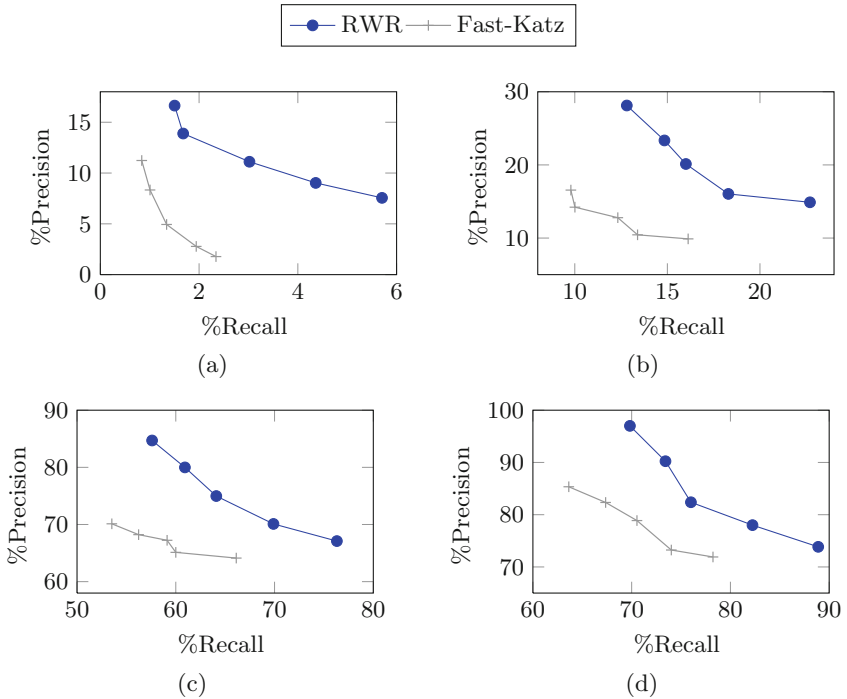 RWR Fast-Katz
15
10
5
0
%Precision
0 2 4 6
%Recall
(a)
30
20
10
%Precision
10 15 20
%Recall
(b)
90
80
70
60
%Precision
50 60 70 80
%Recall
(c)
100
90
80
70
%Precision
60 70 80 90
%Recall
(d)